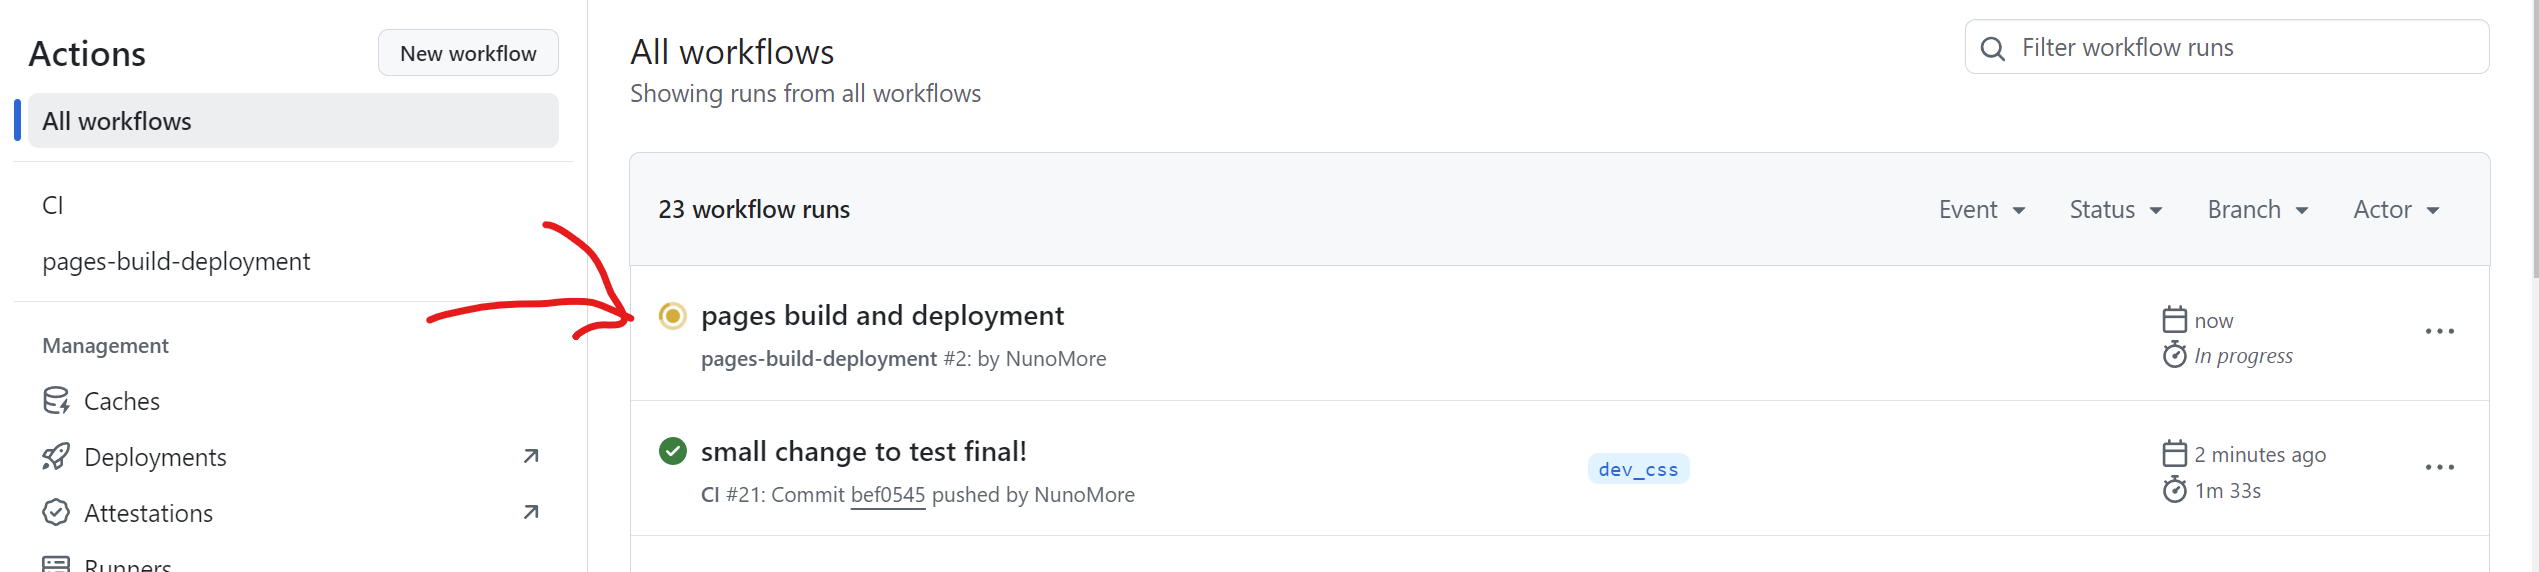 Actions
New workflow
All workflows
CI
pages-build-deployment
Management
Caches
Deployments
Attestations
Runners
All workflows
Showing runs from all workflows
Filter workflow runs
23 workflow runs
Event
Status
Branch
Actor
pages build and deployment
pages-build-deployment #2: by NunoMore
now
In progress
small change to test final!
CI #21: Commit bef0545 pushed by NunoMore
dev_css
2 minutes ago
1m 33s